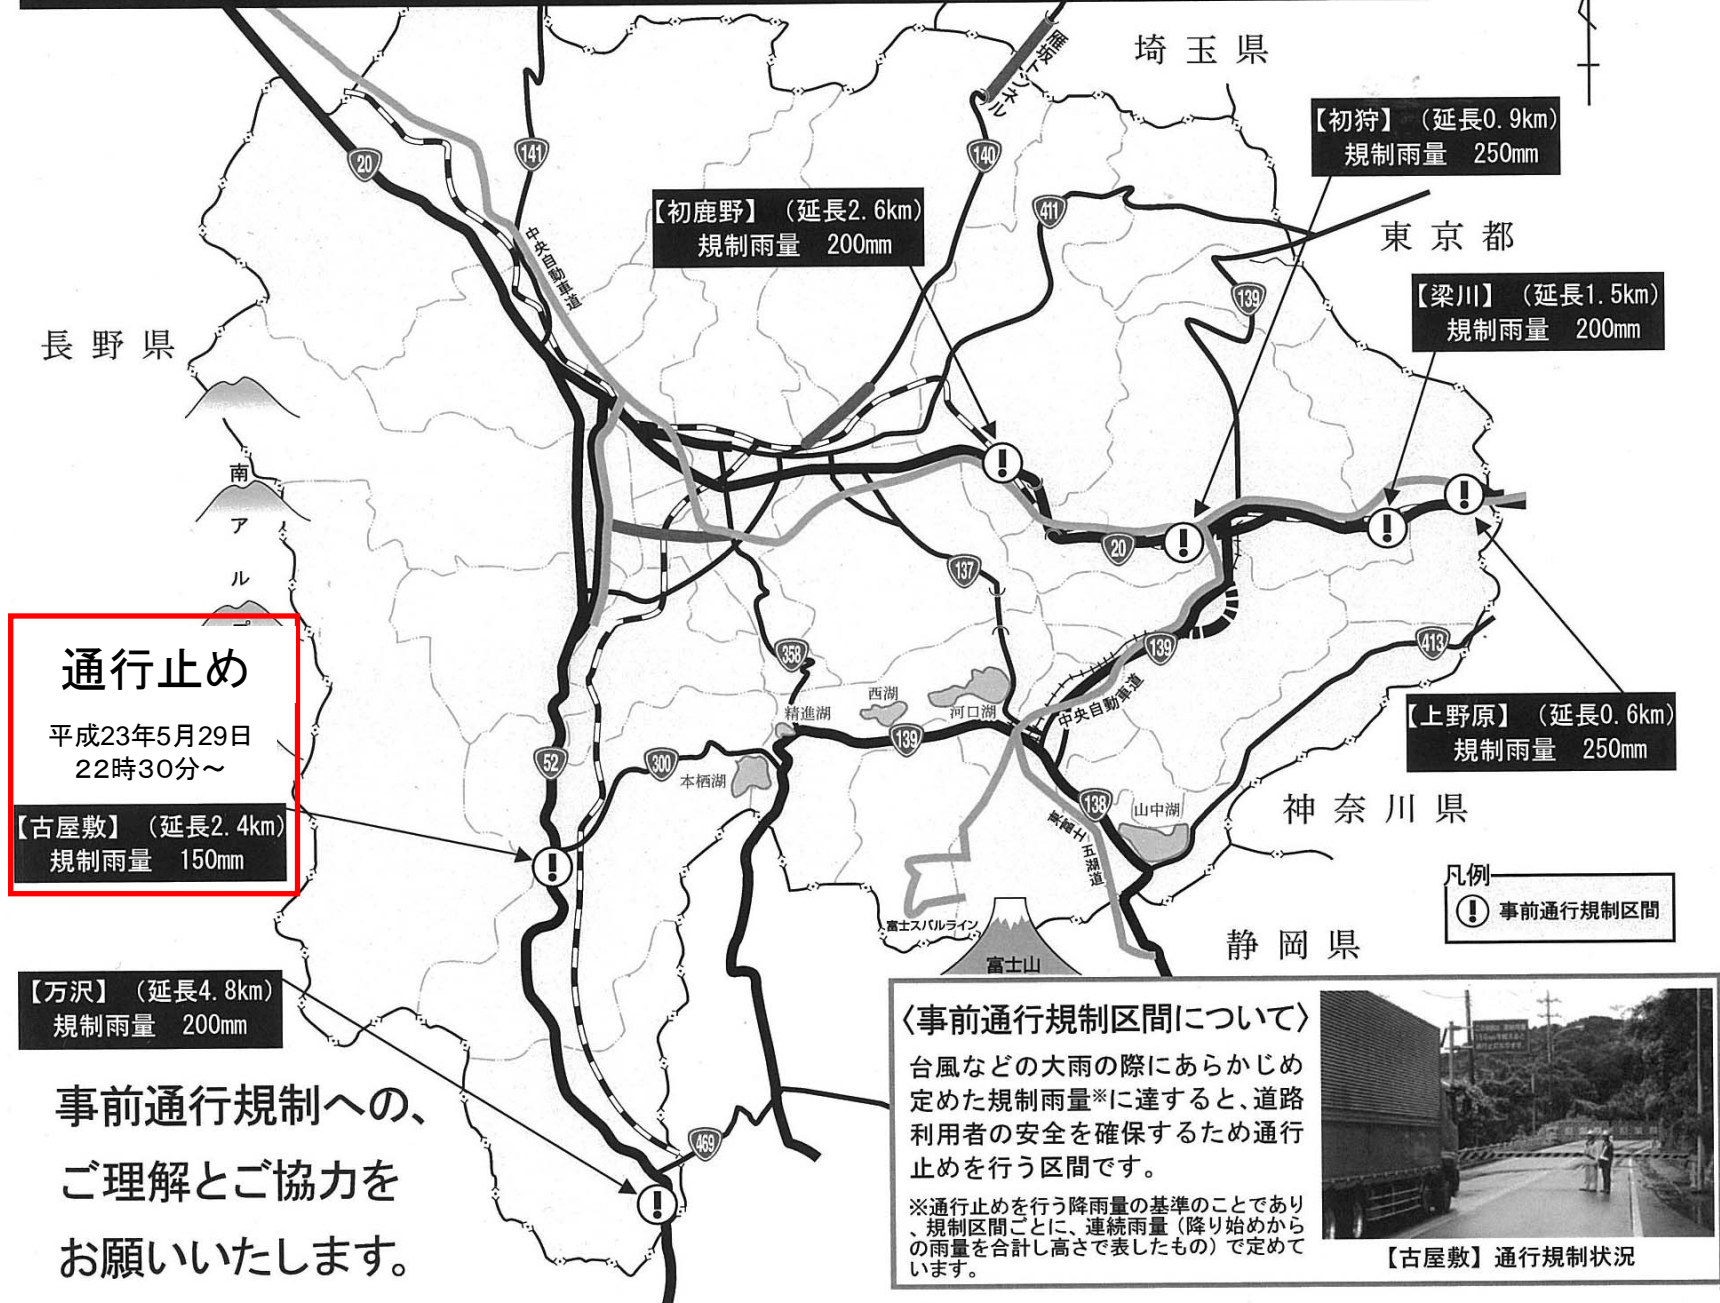 埼玉県
雁坂トンネル
【初狩】（延長0.9km）
規制雨量　250mm
20
141
140
【初鹿野】（延長2.6km）
規制雨量　200mm
411
東京都
中央自動車道
139
【梁川】（延長1.5km）
規制雨量　200mm
長野県
南アルプ
20
137
139
413
通行止め
平成23年5月29日
22時30分～
【古屋敷】（延長2.4km）
規制雨量　150mm
358
西湖
精進湖
河口湖
中央自動車道
【上野原】（延長0.6km）
規制雨量　250mm
52
300
本栖湖
139
138
山中湖
東富士五湖道
神奈川県
凡例
事前通行規制区間
富士スバルライン
富士山
静岡県
【万沢】（延長4.8km）
規制雨量　200mm
469
事前通行規制への、
ご理解とご協力を
お願いいたします。
〈事前通行規制区間について〉
台風などの大雨の際にあらかじめ
定めた規制雨量※に達すると、道路
利用者の安全を確保するため通行
止めを行う区間です。
※通行止めを行う降雨量の基準のことであり
、規制区間ごとに、連続雨量（降り始めから
の雨量を合計し高さで表したもの）で定めて
います。
【古屋敷】通行規制状況